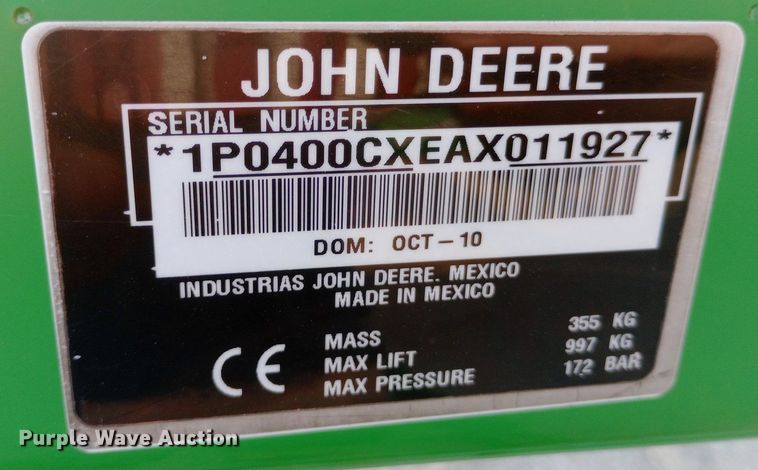 JOHN DEERE
SERIAL NUMBER
*1P0400CXEAX011927*
DOM: OCT-10
INDUSTRIAS JOHN DEERE. MEXICO
MADE IN MEXICO
CE
MASS 355 KG
MAX LIFT 997 KG
MAX PRESSURE 172 BAR
Purple Wave Auction